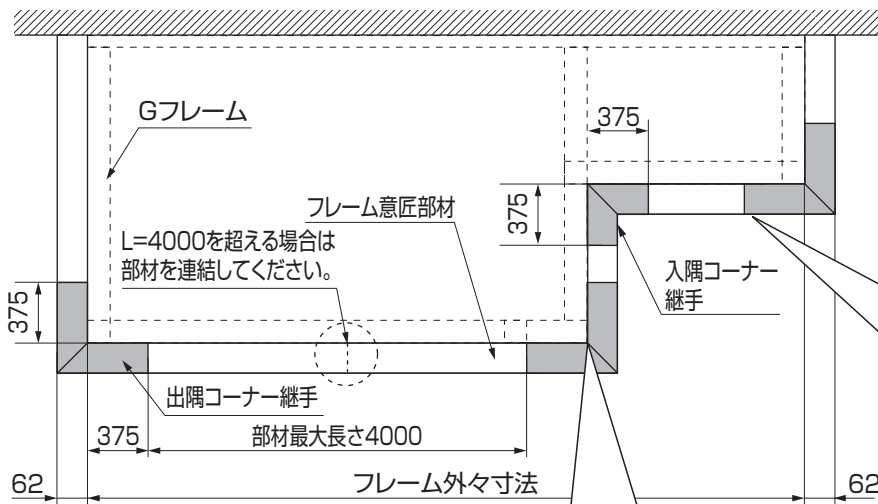 Gフレーム
375
375
フレーム意匠部材
L=4000を超える場合は
部材を連結してください。
入隅コーナー
継手
375
出隅コーナー継手
375
部材最大長さ4000
62
フレーム外々寸法
62